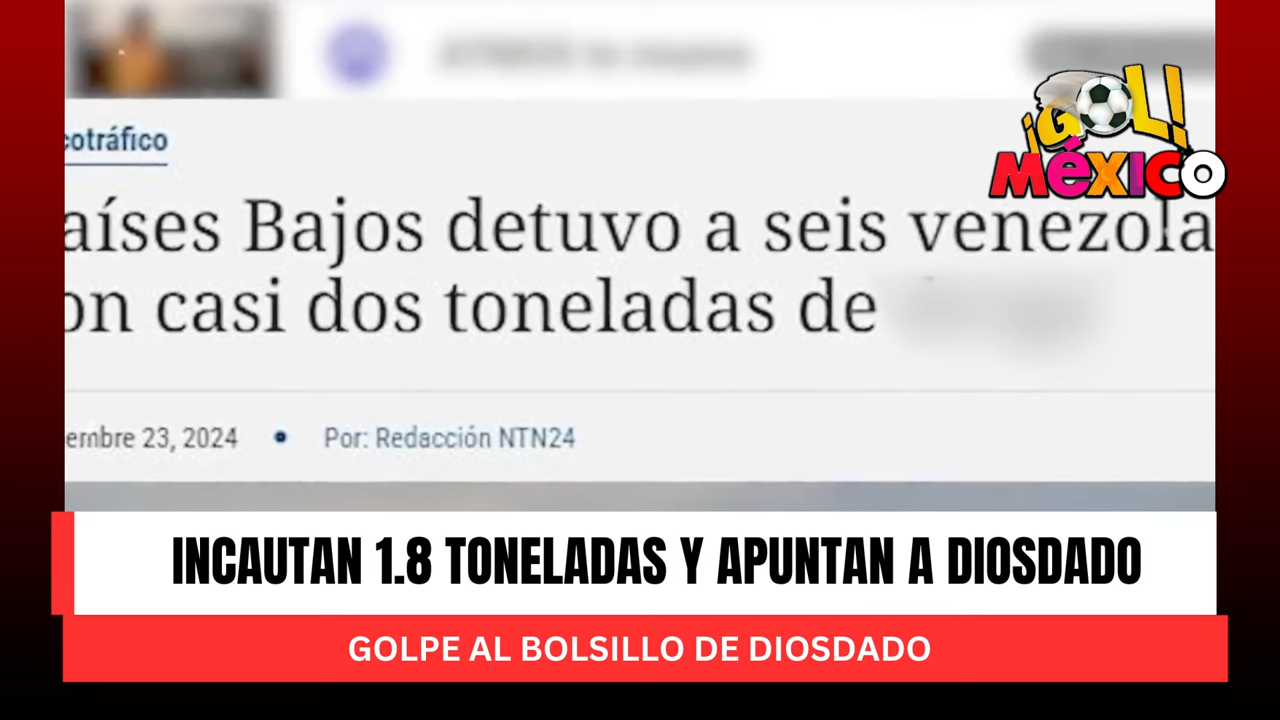 cotráfico
¡GOL!
MéXICO
aíses Bajos detuvo a seis venezola
on casi dos toneladas de
embre 23, 2024 • Por: Redacción NTN24
INCAUTAN 1.8 TONELADAS Y APUNTAN A DIOSDADO
GOLPE AL BOLSILLO DE DIOSDADO